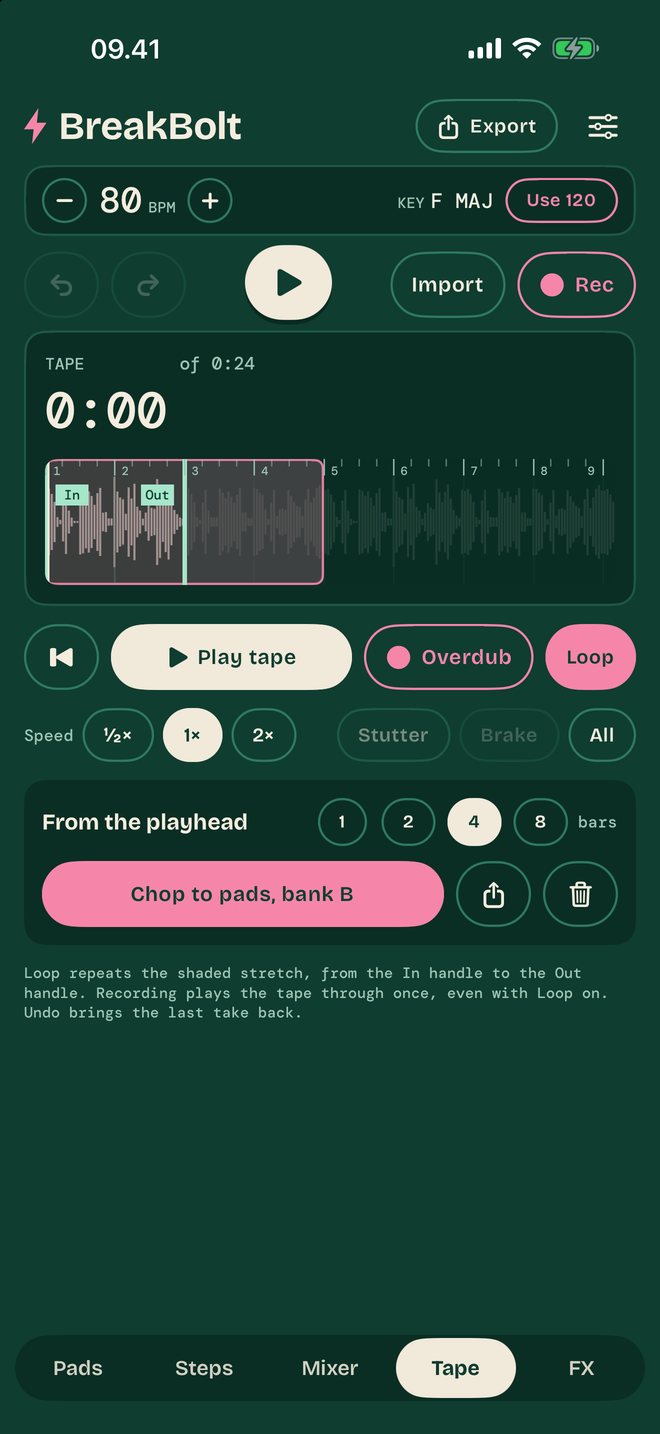 09.41
BreakBolt
Export
80 BPM
KEY F MAJ
Use 120
Import
Rec
TAPE
of 0:24
0:00
1 2 3 4 5 6 7 8 9
In
Out
Play tape
Overdub
Loop
Speed
½×
1×
2×
Stutter
Brake
All
From the playhead
1
2
4
8
bars
Chop to pads, bank B
Loop repeats the shaded stretch, from the In handle to the Out
handle. Recording plays the tape through once, even with Loop on.
Undo brings the last take back.
Pads
Steps
Mixer
Tape
FX